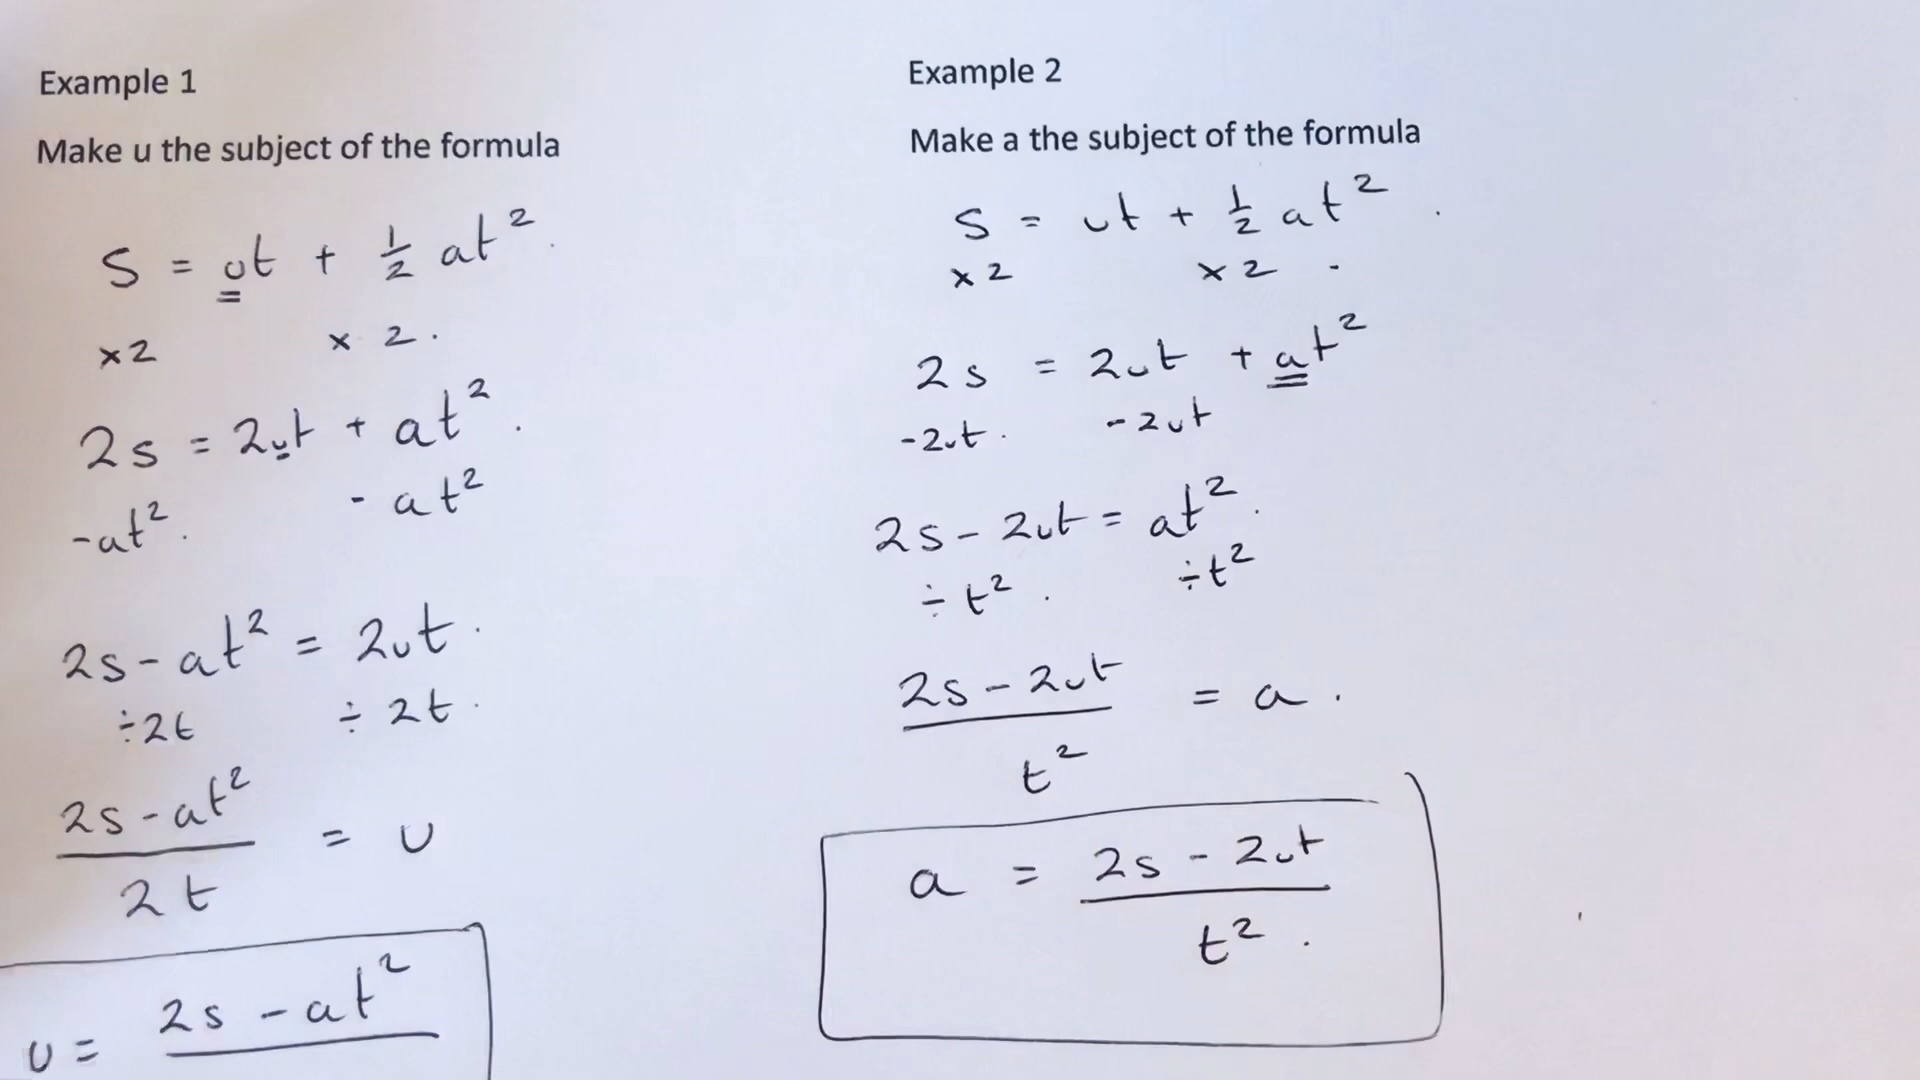 Example 1
Make u the subject of the formula
S = ut + ½ at²
×2 × 2
2s = 2ut + at²
-at² - at²
2s - at² = 2ut
÷2t ÷ 2t
2s - at²
2t
= u
u = 2s - at²
Example 2
Make a the subject of the formula
S = ut + ½ at²
×2 ×2
2s = 2ut + at²
-2ut -2ut
2s - 2ut = at²
÷ t² ÷t²
2s - 2ut
t²
= a
a = 2s - 2ut
t²